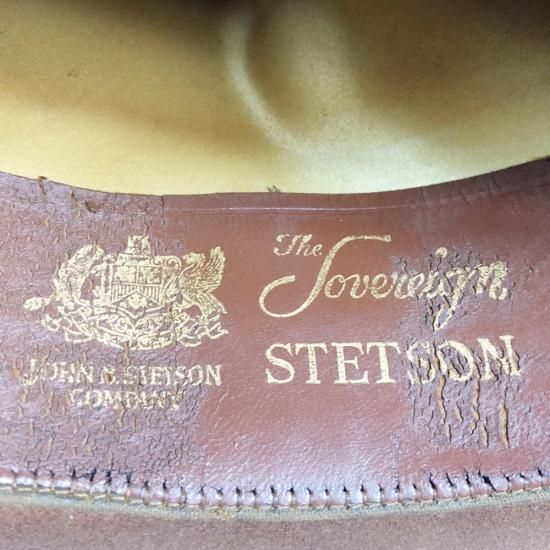 JOHN B. STETSON
COMPANY
The
Sovereign
STETSON